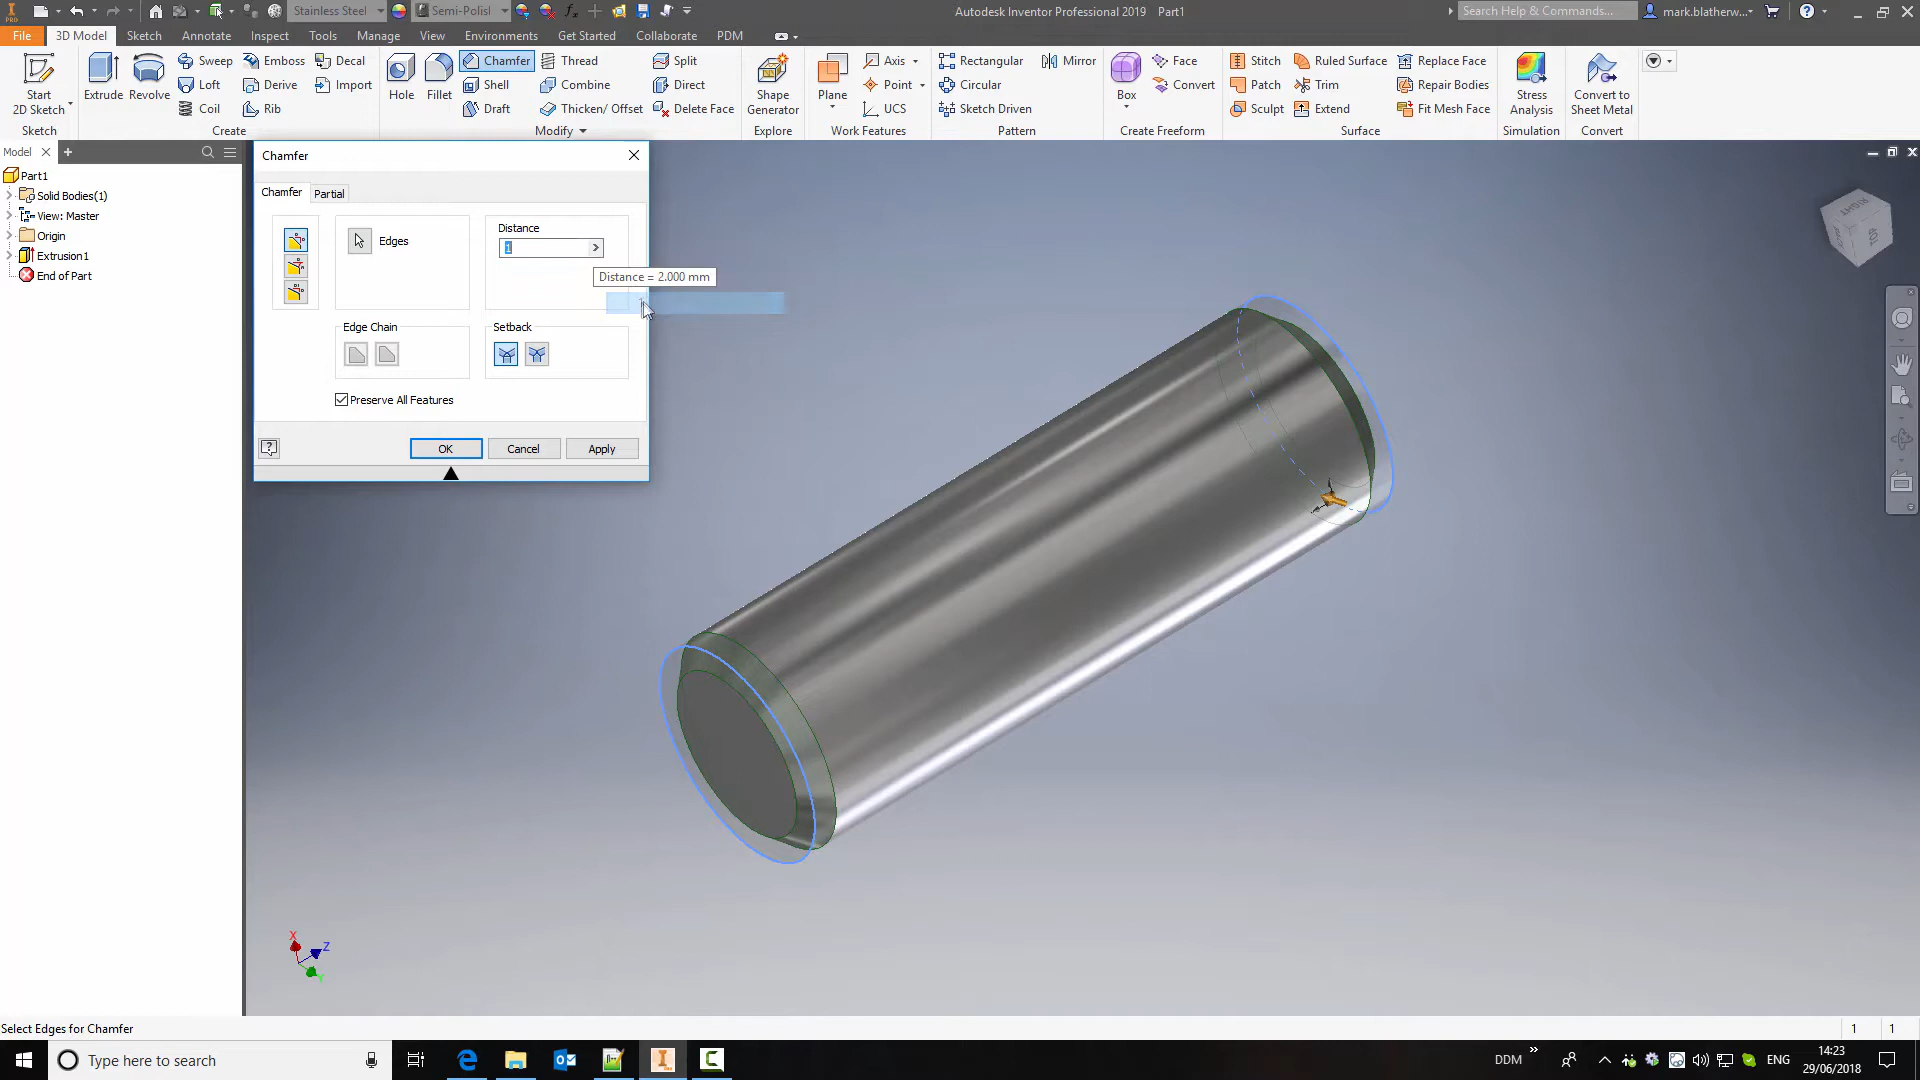 PRO
Stainless Steel
Semi-Polisl
fx
Autodesk Inventor Professional 2019 Part1
Search Help & Commands...
mark.blatherw...
File
3D Model
Sketch
Annotate
Inspect
Tools
Manage
View
Environments
Get Started
Collaborate
PDM
Start
2D Sketch
Extrude
Revolve
Sweep
Loft
Coil
Emboss
Derive
Rib
Decal
Import
Hole
Fillet
Chamfer
Shell
Draft
Thread
Combine
Thicken/ Offset
Split
Direct
Delete Face
Shape
Generator
Plane
Axis
Point
UCS
Rectangular
Circular
Sketch Driven
Mirror
Box
Face
Convert
Stitch
Patch
Sculpt
Ruled Surface
Trim
Extend
Replace Face
Repair Bodies
Fit Mesh Face
Stress
Analysis
Convert to
Sheet Metal
Sketch
Create
Modify
Explore
Work Features
Pattern
Create Freeform
Surface
Simulation
Convert
Model
Part1
Solid Bodies(1)
View: Master
Origin
Extrusion1
End of Part
Chamfer
Chamfer
Partial
Edges
Distance
1
Distance = 2.000 mm
Edge Chain
Setback
Preserve All Features
OK
Cancel
Apply
RIGHT
TOP
X
Z
Y
Select Edges for Chamfer
1
1
Type here to search
DDM
ENG
14:23
29/06/2018